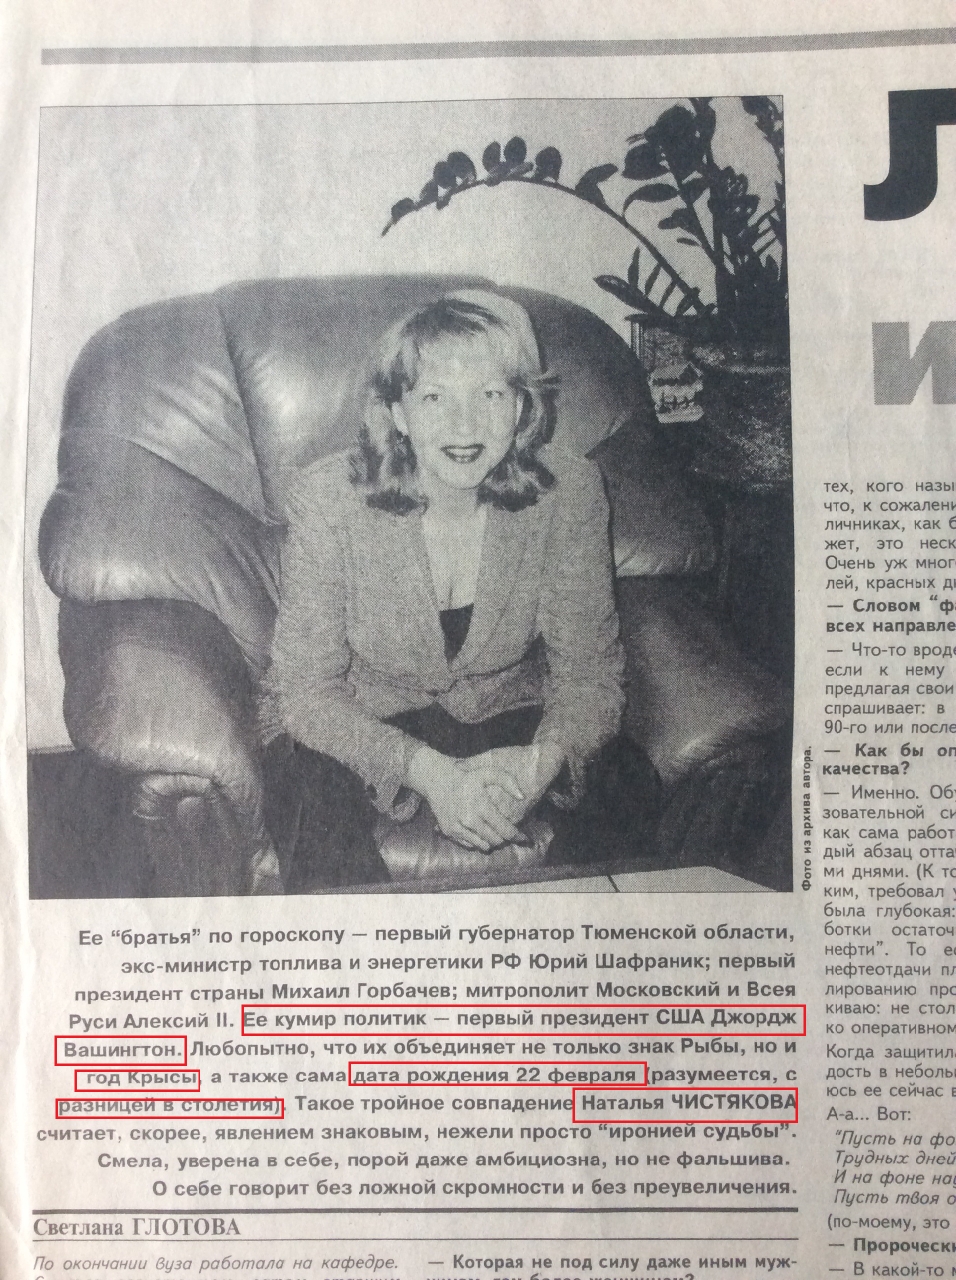 Л
И
Фото из архива автора.
Ее “братья” по гороскопу — первый губернатор Тюменской области,
экс-министр топлива и энергетики РФ Юрий Шафраник; первый
президент страны Михаил Горбачев; митрополит Московский и Всея
Руси Алексий II. Ее кумир политик — первый президент США Джордж
Вашингтон. Любопытно, что их объединяет не только знак Рыбы, но и
год Крысы, а также сама дата рождения 22 февраля (разумеется, с
разницей в столетия). Такое тройное совпадение Наталья ЧИСТЯКОВА
считает, скорее, явлением знаковым, нежели просто “иронией судьбы”.
Смела, уверена в себе, порой даже амбициозна, но не фальшива.
О себе говорит без ложной скромности и без преувеличения.
Светлана ГЛОТОВА
По окончании вуза работала на кафедре.
— Которая не под силу даже иным муж-
тех, кого назы
что, к сожалени
личниках, как б
жет, это неск
Очень уж мног
лей, красных д
— Словом “ф
всех направле
— Что-то вроде
если к нему
предлагая свои
спрашивает: в
90-го или после
— Как бы оп
качества?
— Именно. Обу
зовательной си
как сама работ
дый абзац отта
ми днями. (К то
ким, требовал у
была глубокая:
ботки остаточ
нефти”. То ес
нефтеотдачи пл
лированию про
киваю: не стол
ко оперативном
Когда защитила
дость в неболь
юсь ее сейчас в
А-а... Вот:
“Пусть на фо
Трудных дней
И на фоне на
Пусть твоя о
(по-моему, это
— Пророчески
— В какой-то м